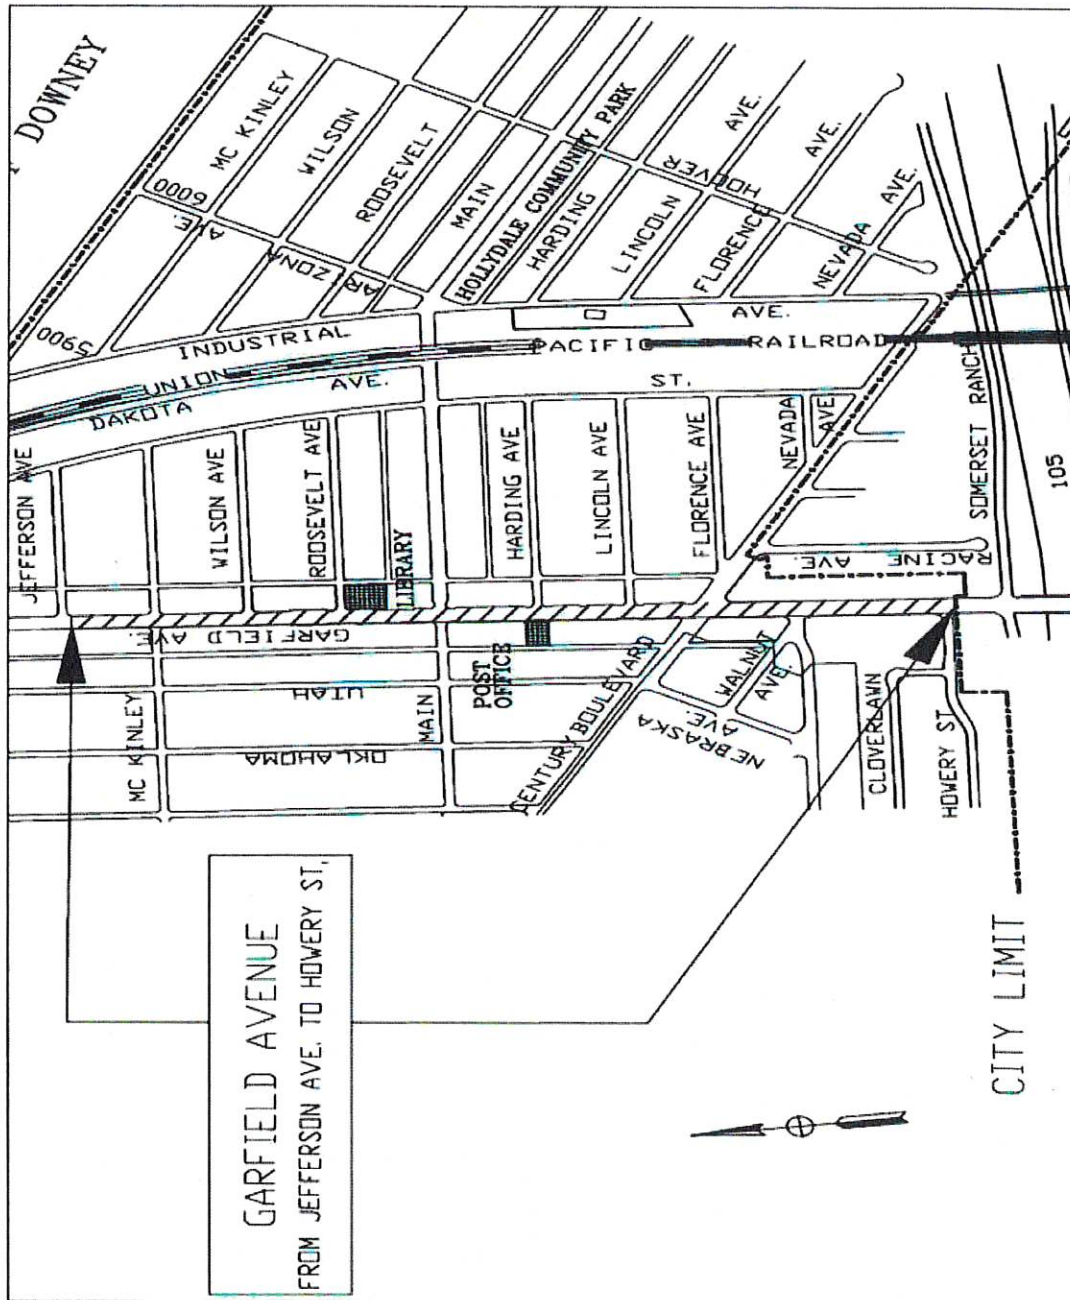 DOWNEY
MC KINLEY
WILSON
ROOSEVELT
MAIN
HOLLYDALE COMMUNITY PARK
HARDING
LINCOLN
FLORENCE
AVE.
NEVADA AVE.
AVE.
HOOVER
6000
AVE.
ARIZONA
5900
INDUSTRIAL
AVE.
UNION
PACIFIC
RAILROAD
DAKOTA
AVE.
ST.
JEFFERSON AVE
WILSON AVE
ROOSEVELT AVE
LIBRARY
HARDING AVE
LINCOLN AVE
FLORENCE AVE
NEVADA
AVE
RACINE
AVE.
SOMERSET RANCH
105
GARFIELD AVE.
UTAH
OKLAHOMA
MC KINLEY
MAIN
POST
OFFICE
CENTURY BOULEVARD
NEBRASKA
AVE.
WALNUT
AVE.
CLOVERLAWN
HOWERY ST
GARFIELD AVENUE
FROM JEFFERSON AVE. TO HOWERY ST.
CITY LIMIT